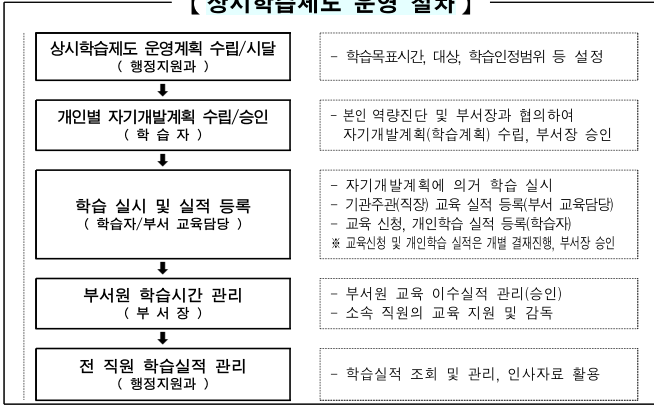 【 상시학습제도 운영 절차 】
상시학습제도 운영계획 수립/시달
( 행정지원과 )
- 학습목표시간, 대상, 학습인정범위 등 설정
개인별 자기개발계획 수립/승인
( 학 습 자 )
- 본인 역량진단 및 부서장과 협의하여
자기개발계획(학습계획) 수립, 부서장 승인
학습 실시 및 실적 등록
( 학습자/부서 교육담당 )
- 자기개발계획에 의거 학습 실시
- 기관주관(직장) 교육 실적 등록(부서 교육담당)
- 교육 신청, 개인학습 실적 등록(학습자)
※ 교육신청 및 개인학습 실적은 개별 결재진행, 부서장 승인
부서원 학습시간 관리
( 부 서 장 )
- 부서원 교육 이수실적 관리(승인)
- 소속 직원의 교육 지원 및 감독
전 직원 학습실적 관리
( 행정지원과 )
- 학습실적 조회 및 관리, 인사자료 활용